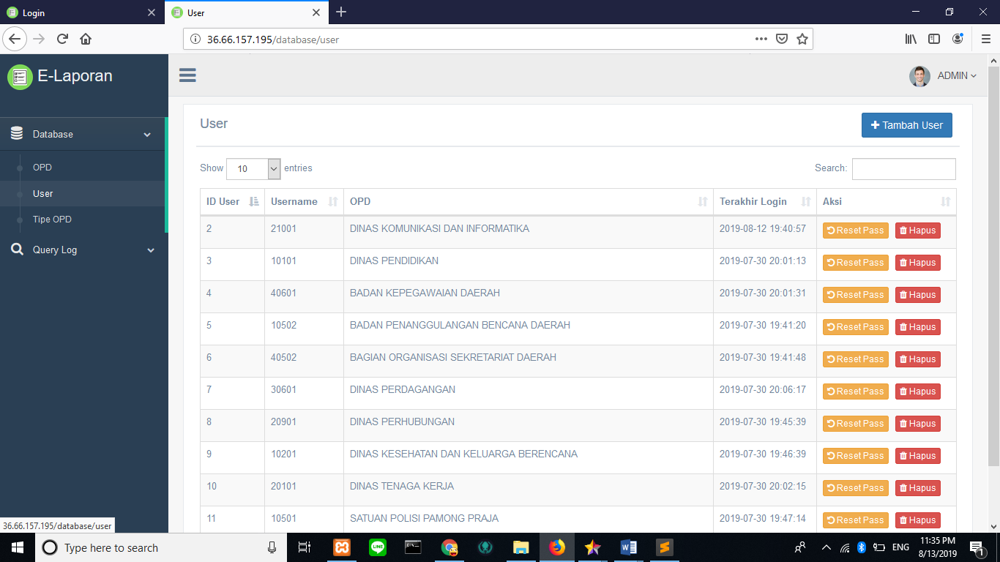 Login
User
36.66.157.195/database/user
E-Laporan
ADMIN
Database
OPD
User
Tipe OPD
Query Log
User
Tambah User
Show 10 entries
Search:
ID User Username OPD Terakhir Login Aksi
2 21001 DINAS KOMUNIKASI DAN INFORMATIKA 2019-08-12 19:40:57 Reset Pass Hapus
3 10101 DINAS PENDIDIKAN 2019-07-30 20:01:13 Reset Pass Hapus
4 40601 BADAN KEPEGAWAIAN DAERAH 2019-07-30 20:01:31 Reset Pass Hapus
5 10502 BADAN PENANGGULANGAN BENCANA DAERAH 2019-07-30 19:41:20 Reset Pass Hapus
6 40502 BAGIAN ORGANISASI SEKRETARIAT DAERAH 2019-07-30 19:41:48 Reset Pass Hapus
7 30601 DINAS PERDAGANGAN 2019-07-30 20:06:17 Reset Pass Hapus
8 20901 DINAS PERHUBUNGAN 2019-07-30 19:45:39 Reset Pass Hapus
9 10201 DINAS KESEHATAN DAN KELUARGA BERENCANA 2019-07-30 19:46:39 Reset Pass Hapus
10 20101 DINAS TENAGA KERJA 2019-07-30 20:02:15 Reset Pass Hapus
11 10501 SATUAN POLISI PAMONG PRAJA 2019-07-30 19:47:14 Reset Pass Hapus
36.66.157.195/database/user
Type here to search
LINE
ENG
11:35 PM
8/13/2019
1